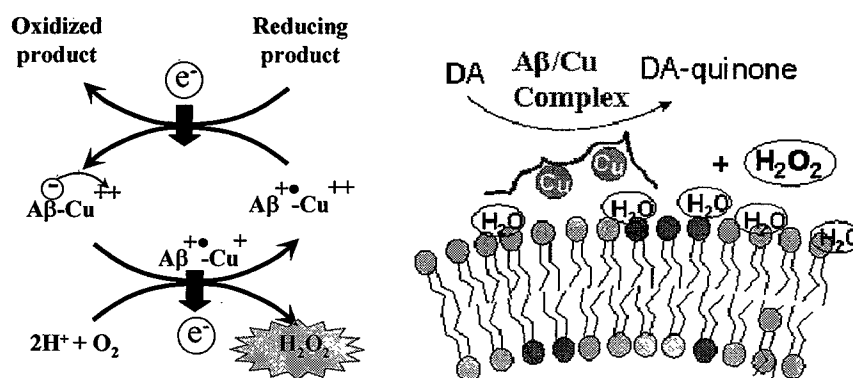 Oxidized
product
Reducing
product
e⁻
−
Aβ-Cu⁺⁺
Aβ⁺•-Cu⁺⁺
Aβ⁺•-Cu⁺
2H⁺ + O₂
e⁻
H₂O₂
DA
Aβ/Cu
Complex
DA-quinone
Cu
Cu
+
H₂O₂
H₂O
H₂O
H₂O
H₂O
H₂O